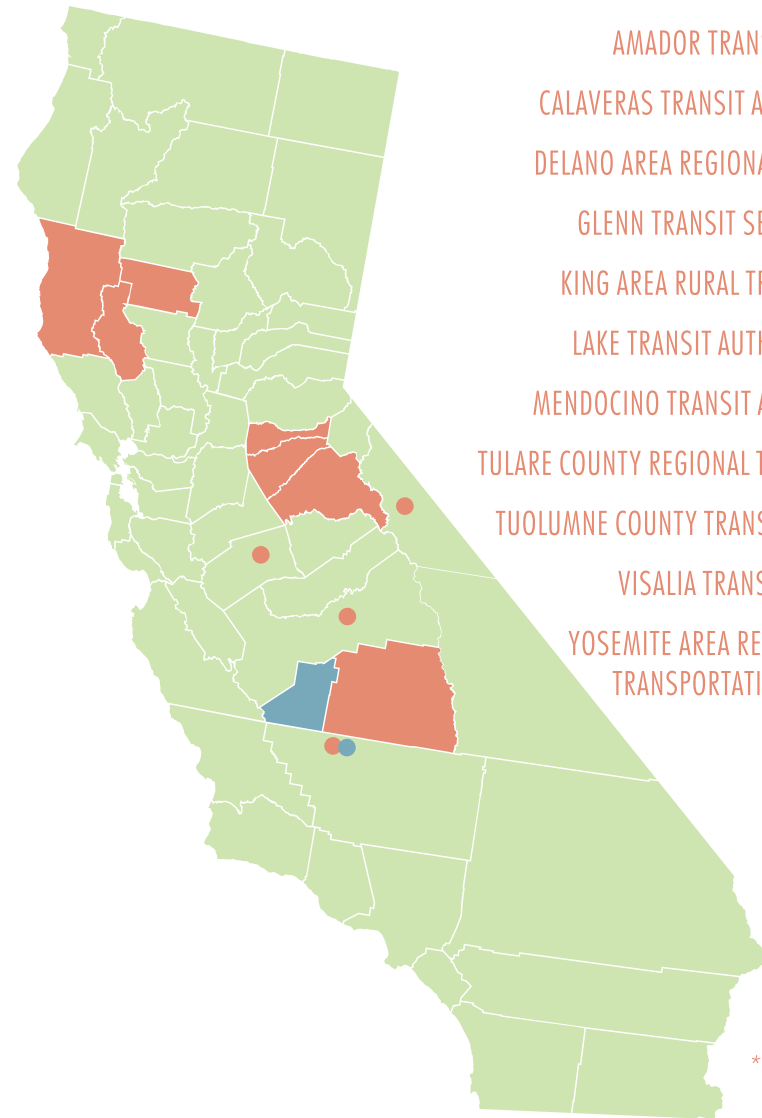 AMADOR TRAN
CALAVERAS TRANSIT A
DELANO AREA REGIONA
GLENN TRANSIT SE
KING AREA RURAL TR
LAKE TRANSIT AUTH
MENDOCINO TRANSIT A
TULARE COUNTY REGIONAL T
TUOLUMNE COUNTY TRANS
VISALIA TRANS
YOSEMITE AREA RE
TRANSPORTATI
*